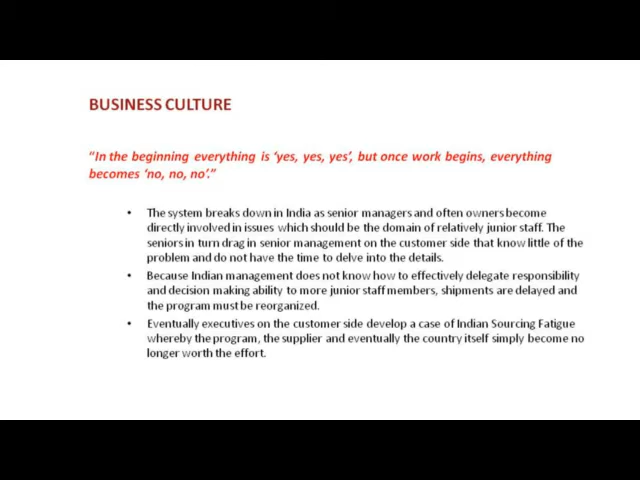 BUSINESS CULTURE
“In the beginning everything is ‘yes, yes, yes’, but once work begins, everything
becomes ‘no, no, no’.”
• The system breaks down in India as senior managers and often owners become
directly involved in issues which should be the domain of relatively junior staff. The
seniors in turn drag in senior management on the customer side that know little of the
problem and do not have the time to delve into the details.
• Because Indian management does not know how to effectively delegate responsibility
and decision making ability to more junior staff members, shipments are delayed and
the program must be reorganized.
• Eventually executives on the customer side develop a case of Indian Sourcing Fatigue
whereby the program, the supplier and eventually the country itself simply become no
longer worth the effort.